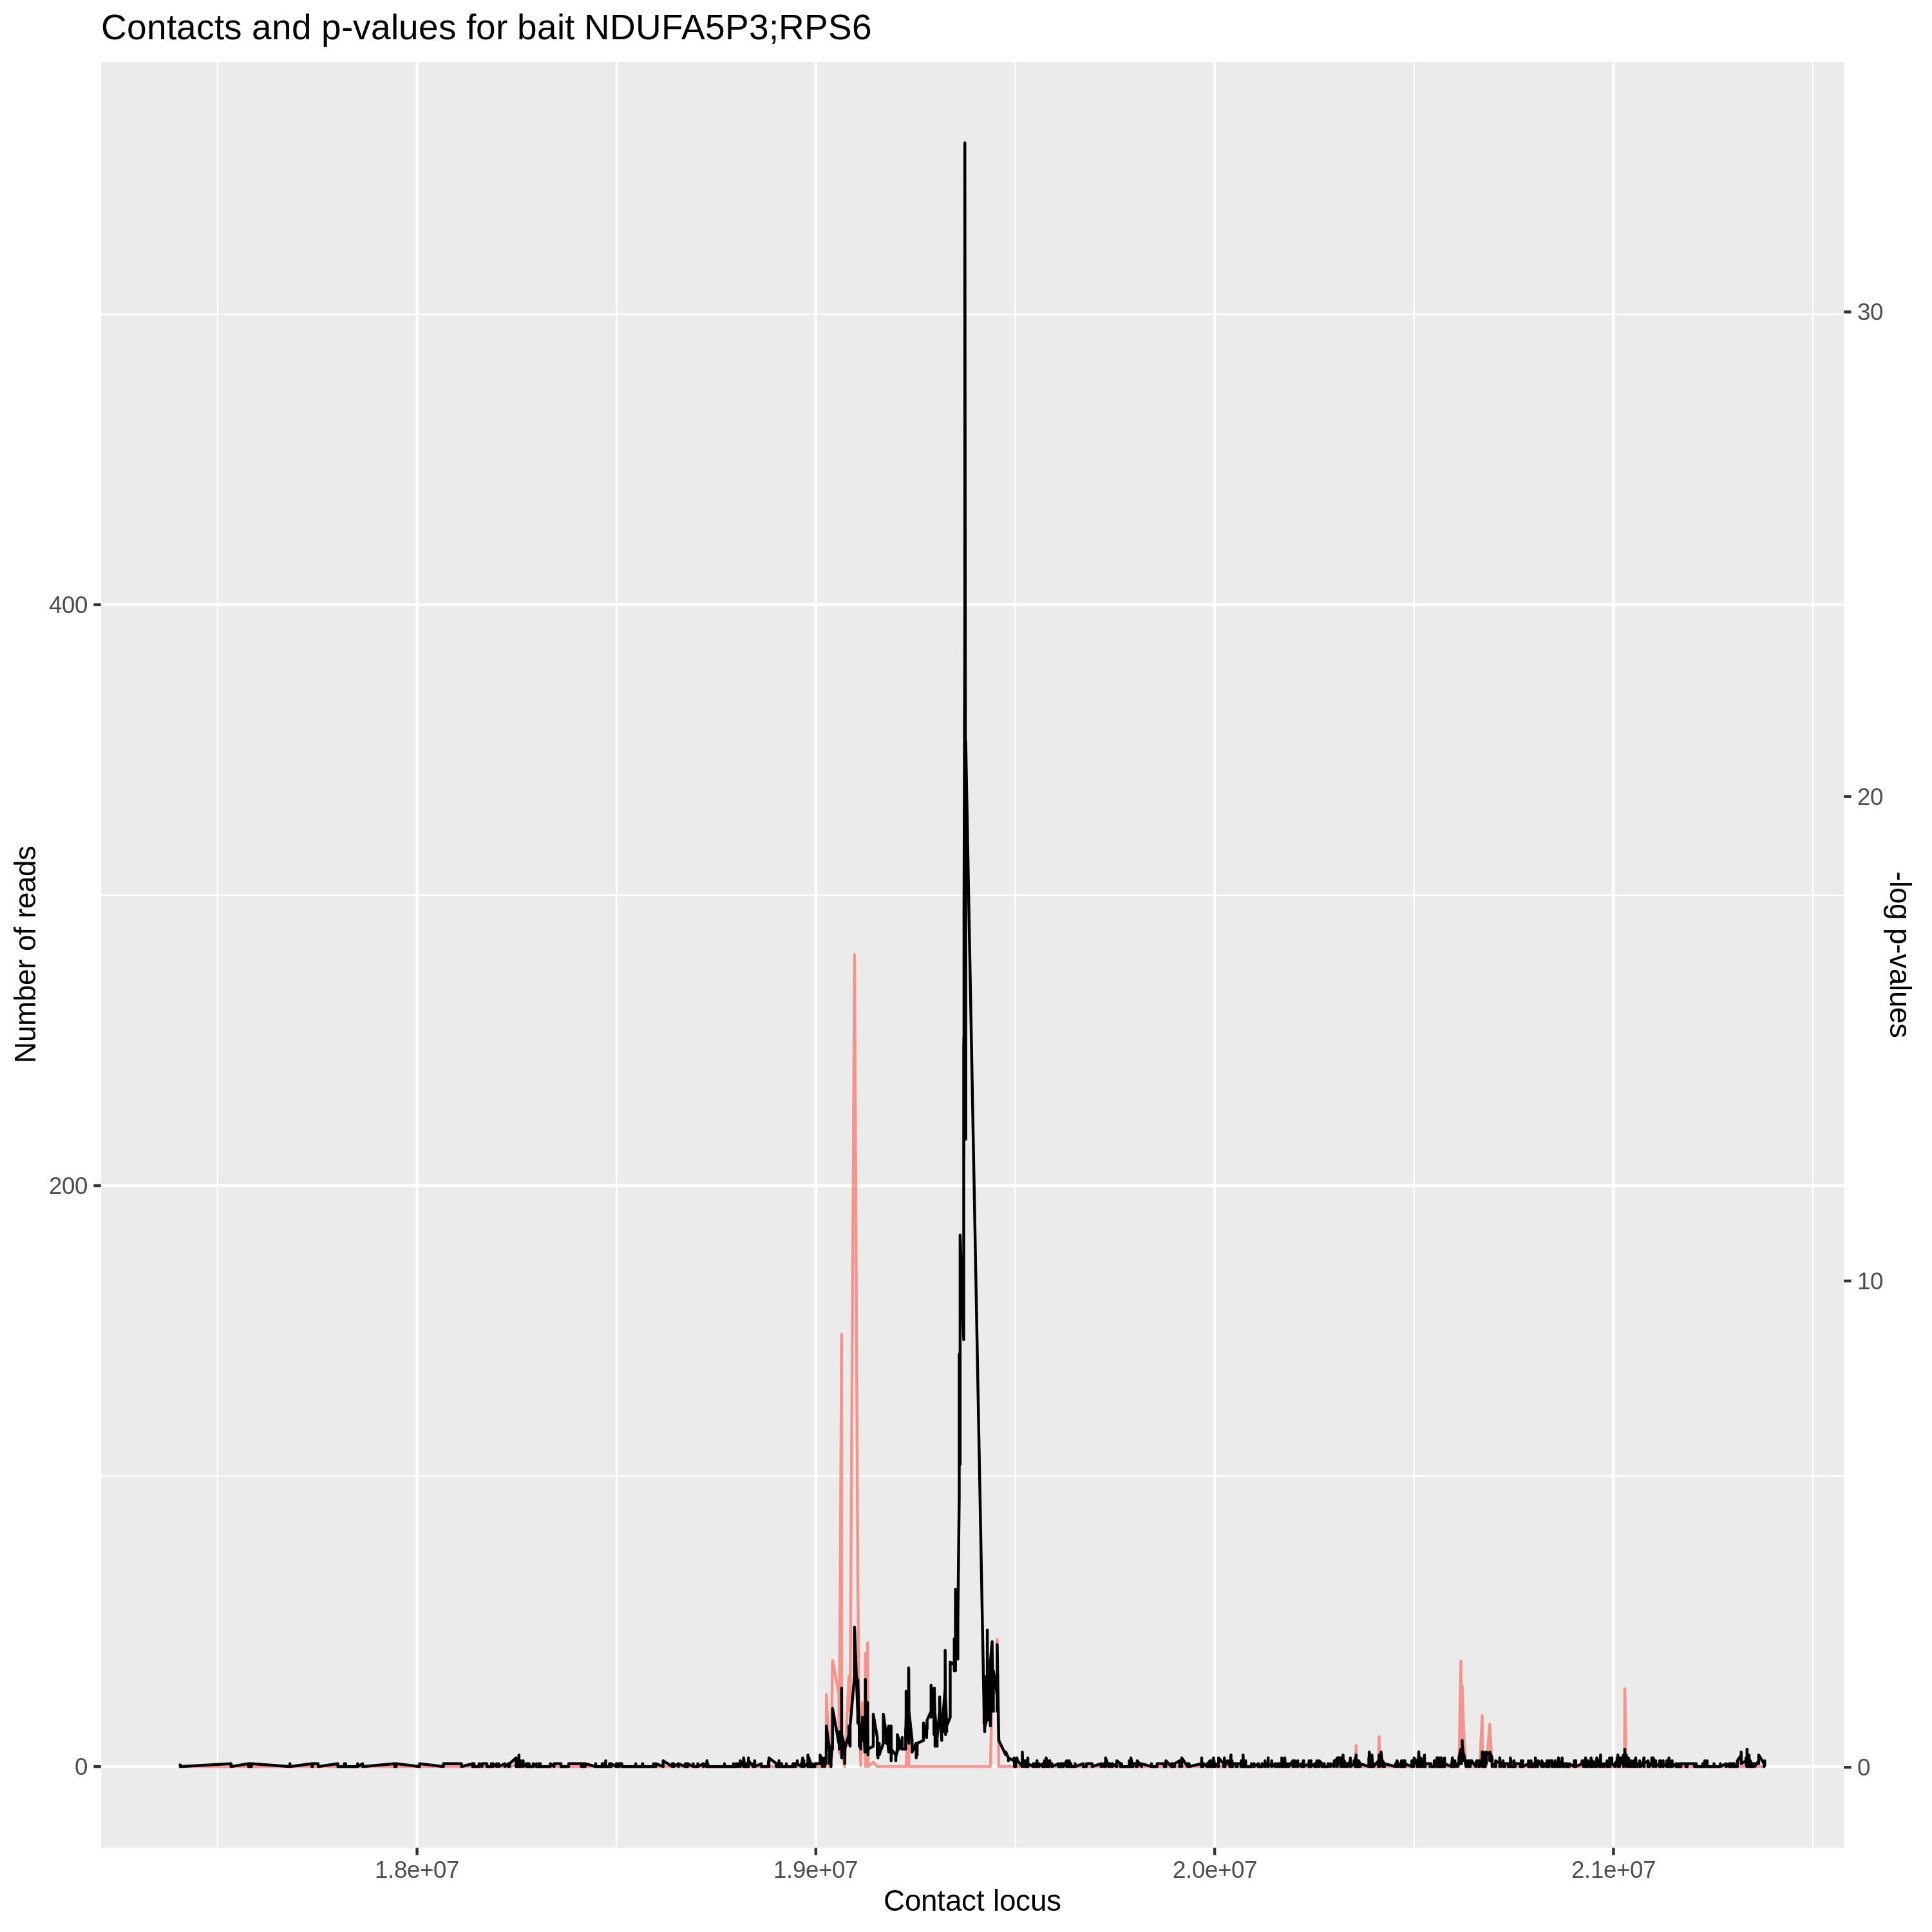 Contacts and p-values for bait NDUFA5P3;RPS6
Number of reads
400
200
0
30
20
10
0
-log p-values
1.8e+07
1.9e+07
2.0e+07
2.1e+07
Contact locus